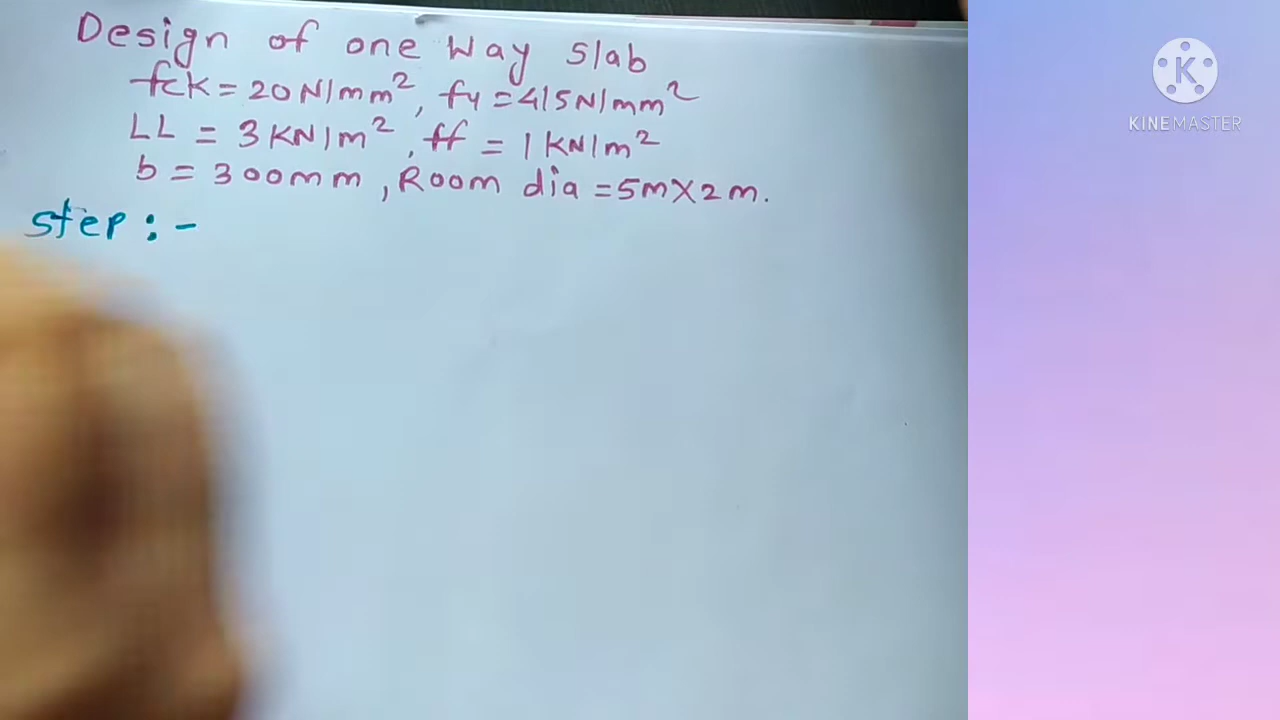 Design of one way slab
fck = 20 N/mm², fy = 415 N/mm²
LL = 3 KN/m², ff = 1 KN/m²
b = 300mm, Room dia = 5m X 2m.
Step :-
KINEMASTER